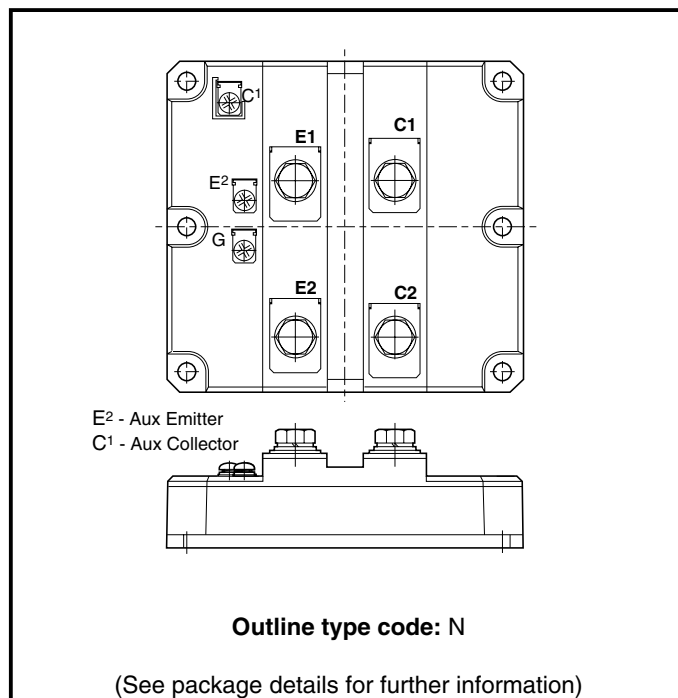 C1
E1 C1
E2
G
E2 C2
E2 - Aux Emitter
C1 - Aux Collector
Outline type code: N
(See package details for further information)